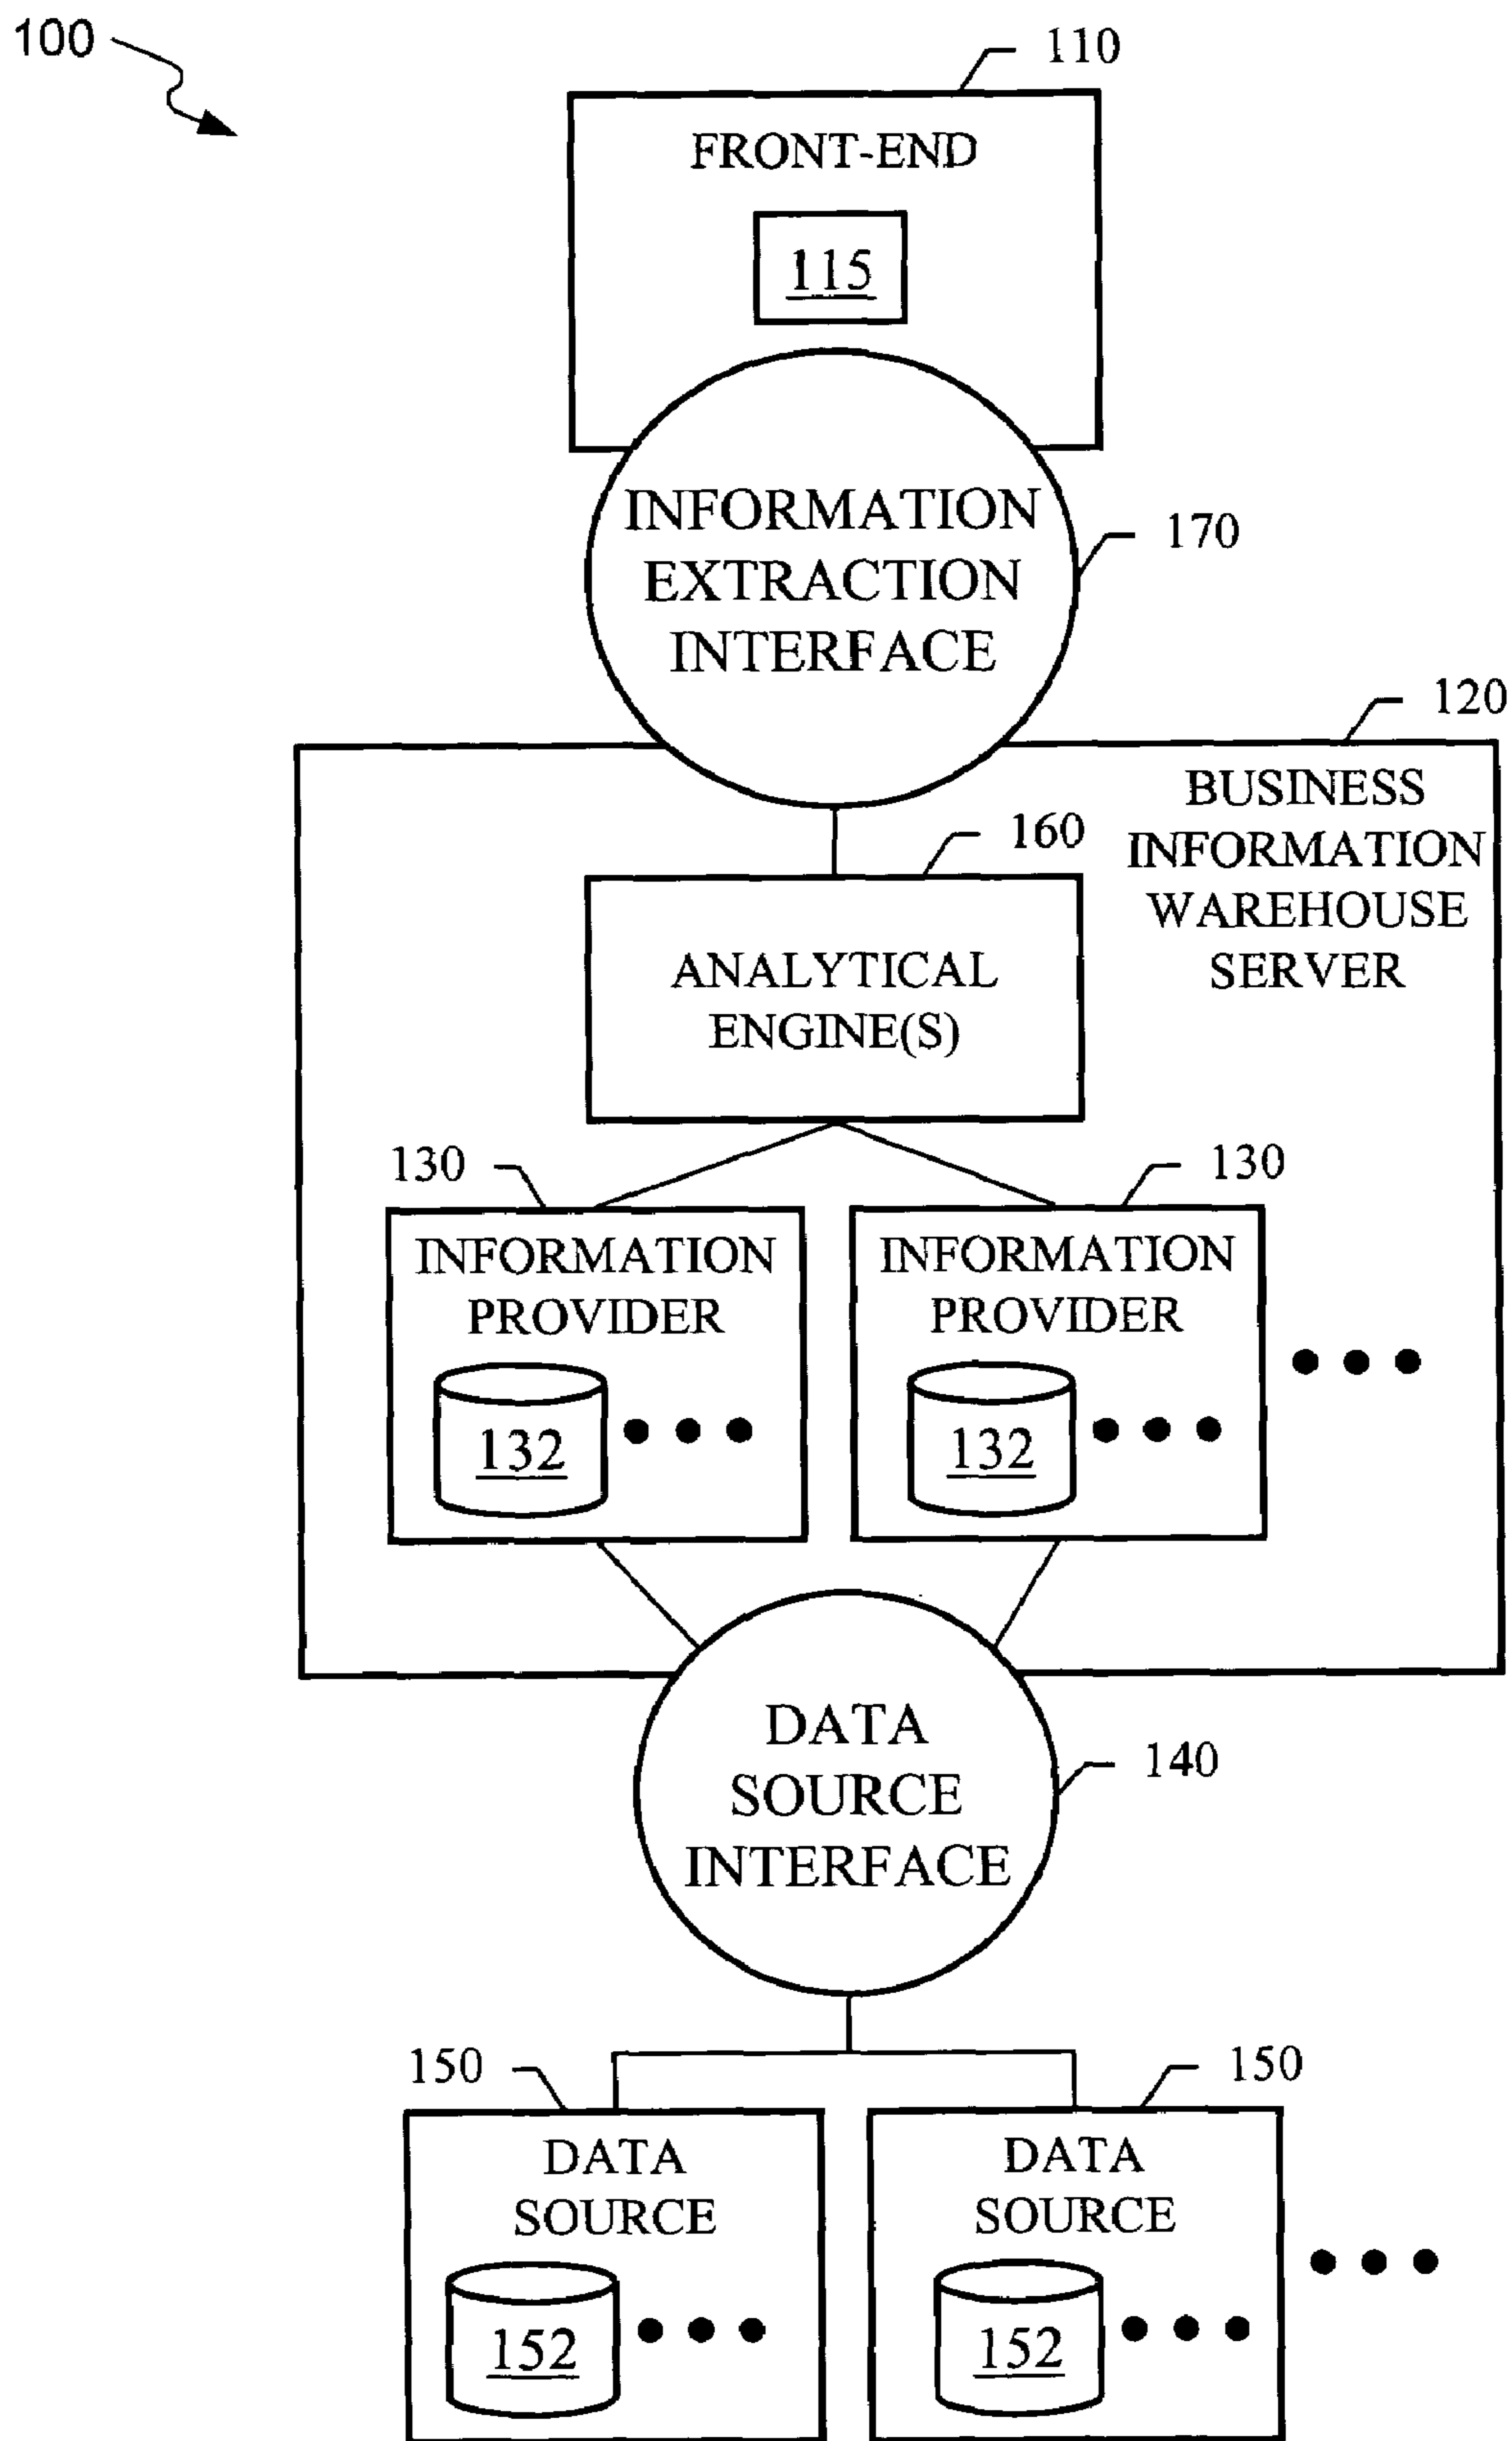 100
110
FRONT-END
115
INFORMATION
EXTRACTION
INTERFACE
170
120
BUSINESS
INFORMATION
WAREHOUSE
SERVER
160
ANALYTICAL
ENGINE(S)
130
130
INFORMATION
PROVIDER
132
INFORMATION
PROVIDER
132
DATA
SOURCE
INTERFACE
140
150
150
DATA
SOURCE
152
DATA
SOURCE
152